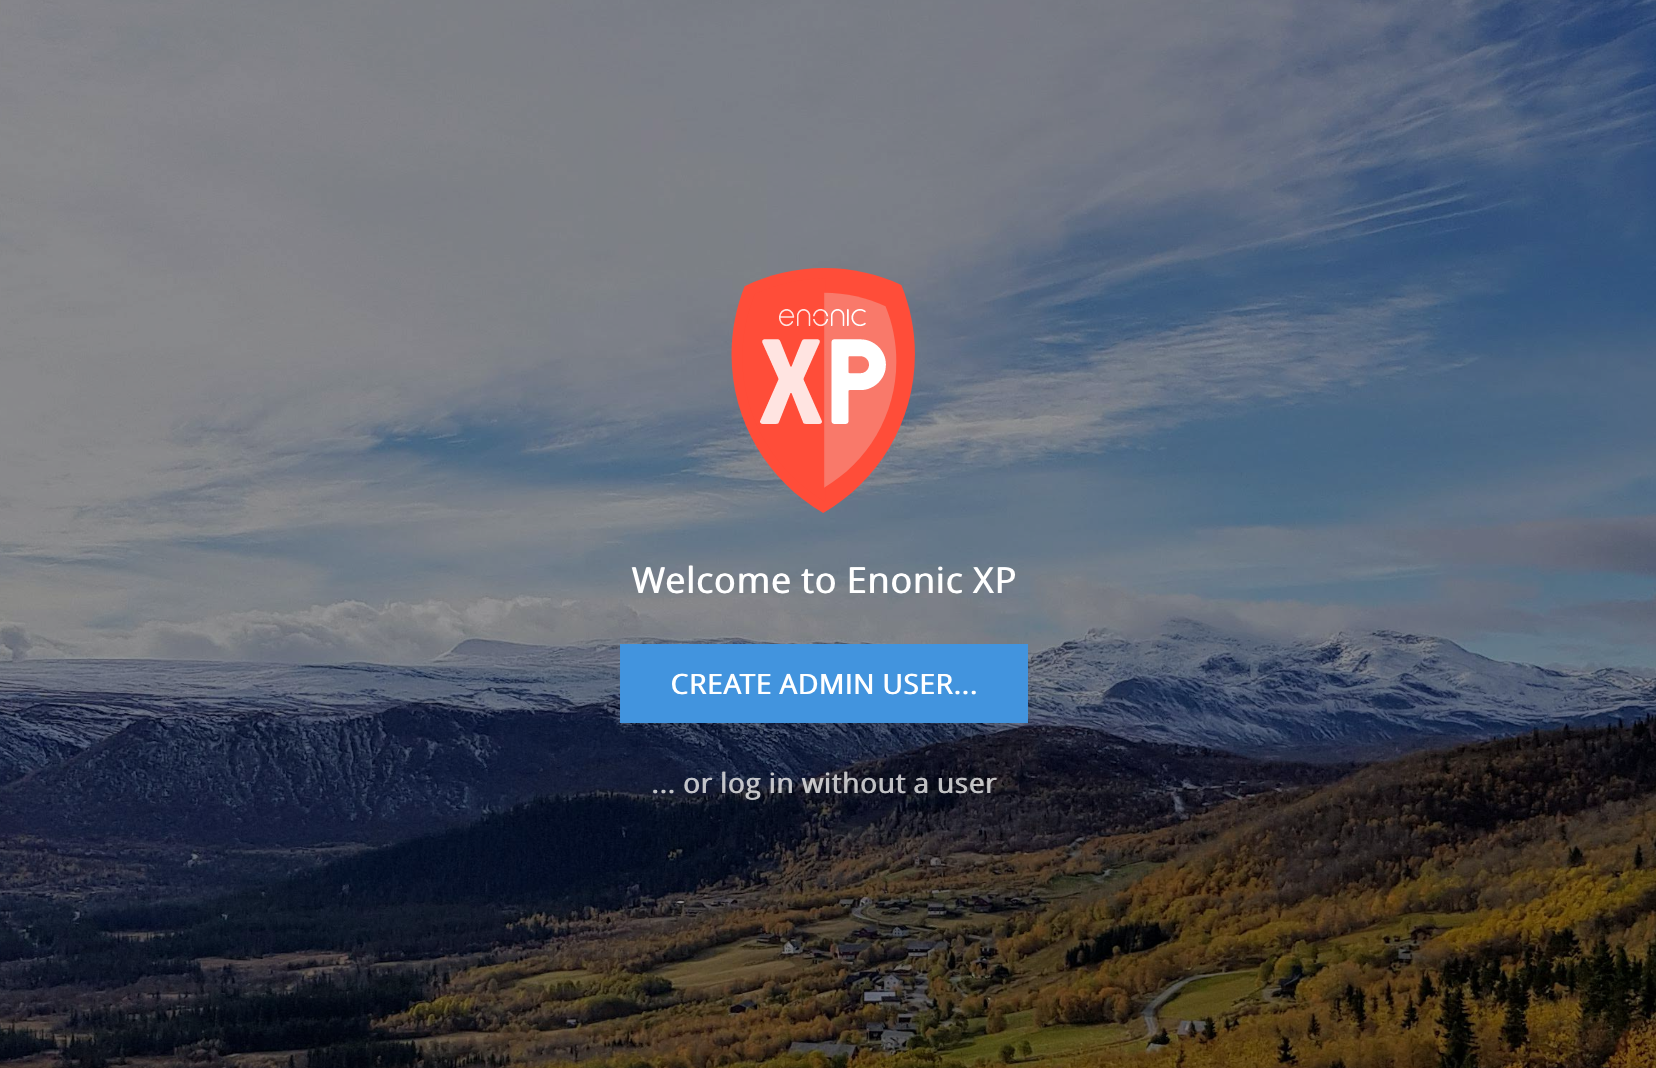 enonic
XP
Welcome to Enonic XP
CREATE ADMIN USER...
... or log in without a user